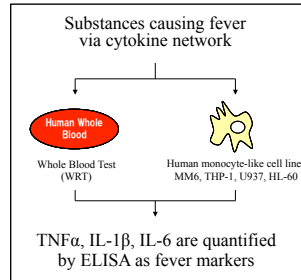 Substances causing fever
via cytokine network
Human Whole
Blood
Whole Blood Test
(WRT)
Human monocyte-like cell line
MM6, THP-1, U937, HL-60
TNFα, IL-1β, IL-6 are quantified
by ELISA as fever markers